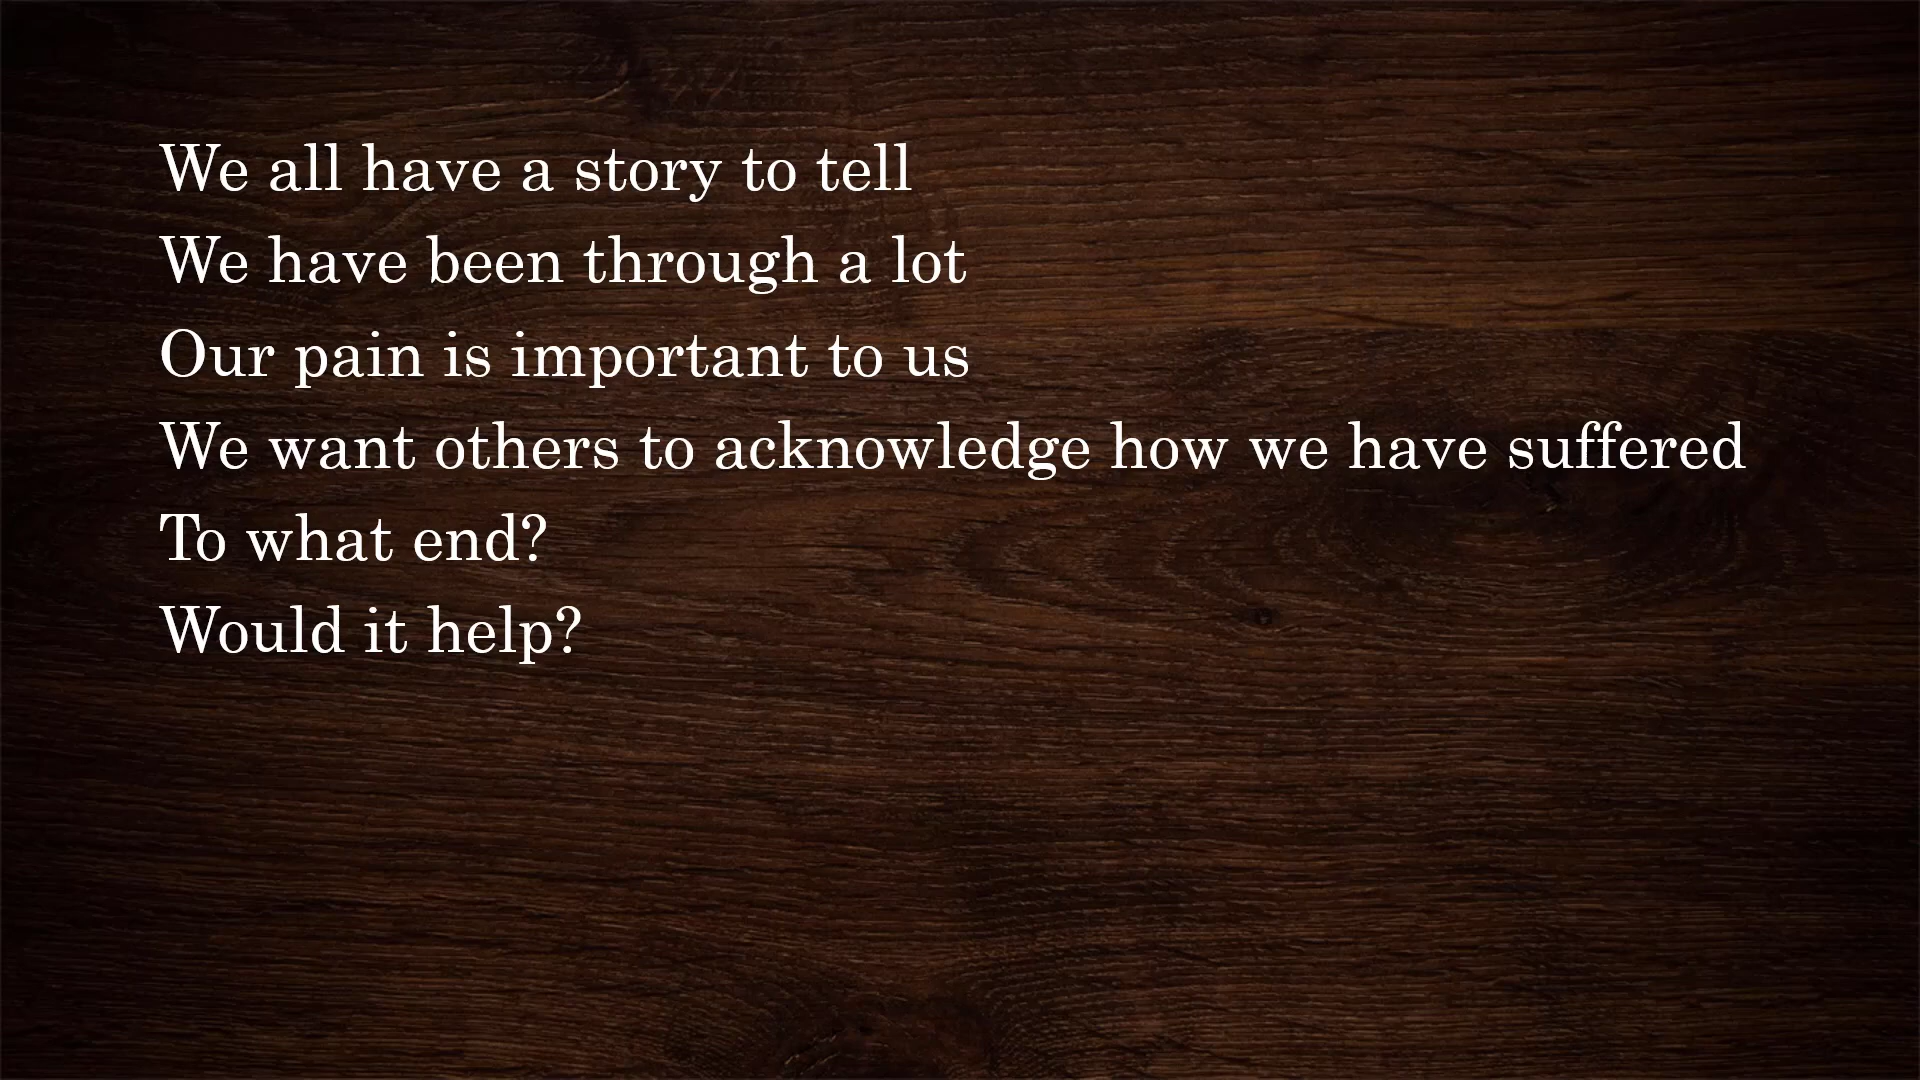 We all have a story to tell
We have been through a lot
Our pain is important to us
We want others to acknowledge how we have suffered
To what end?
Would it help?